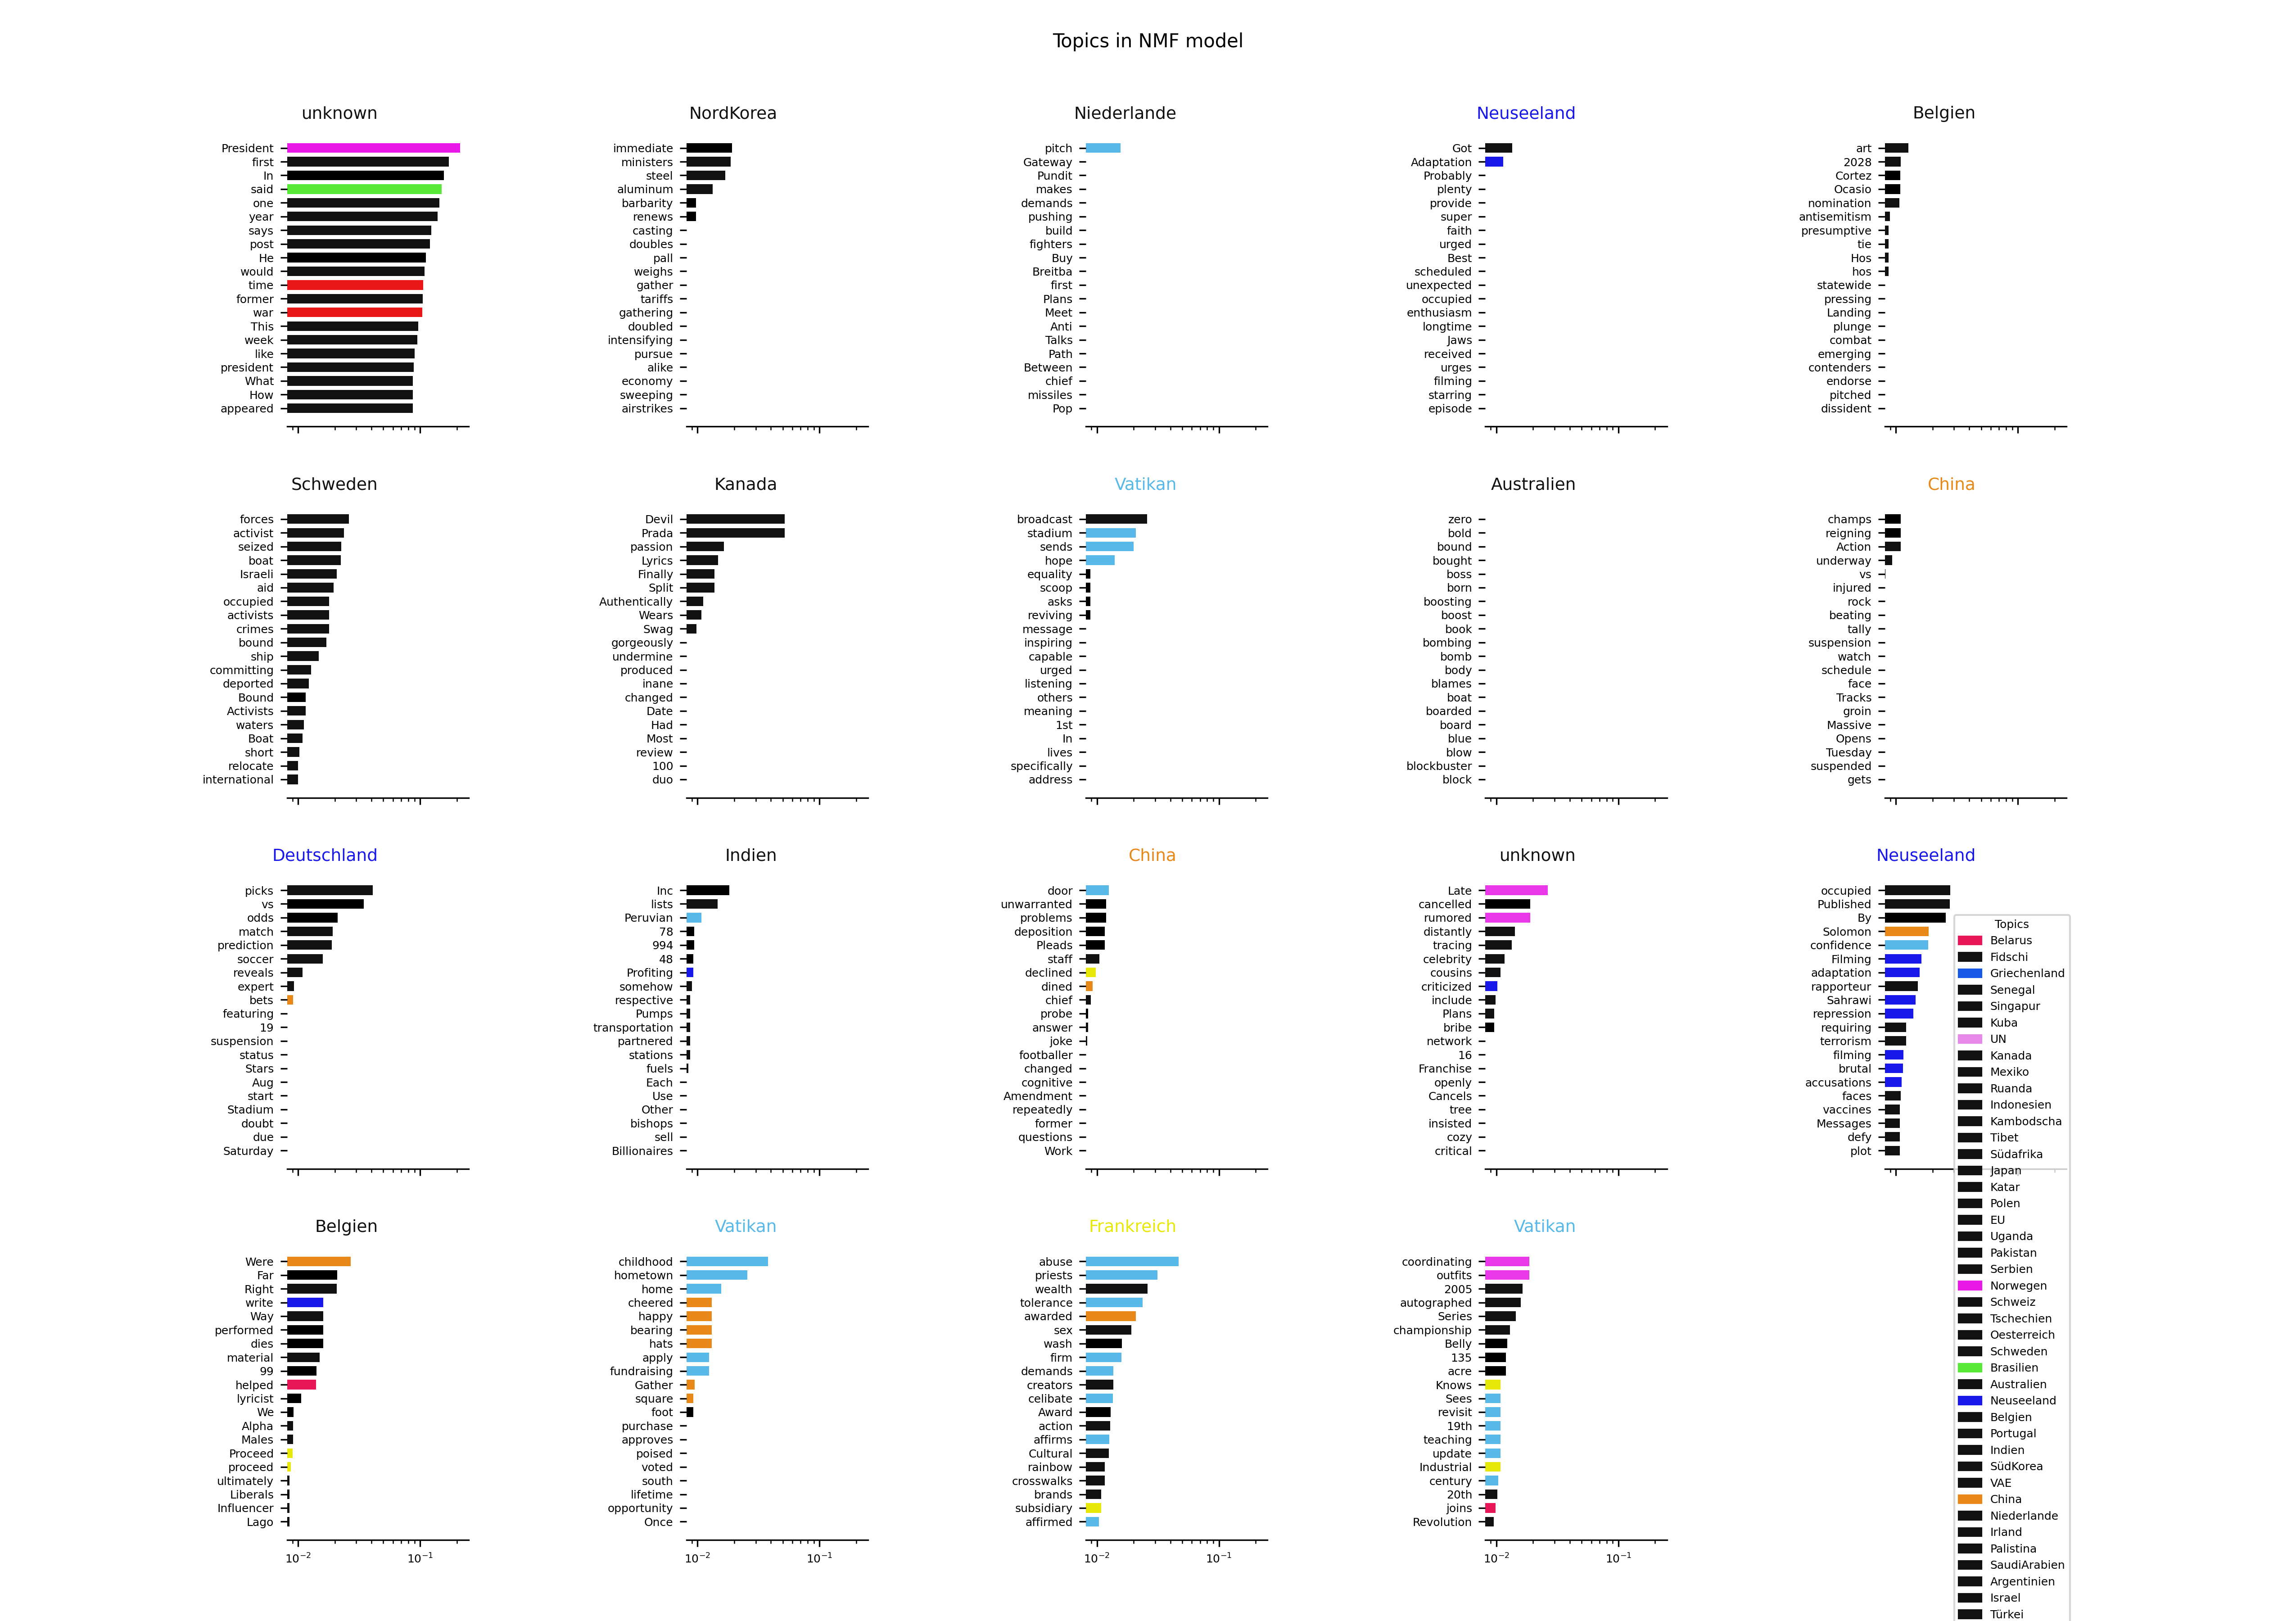 Topics in NMF model
unknown
President
first
In
said
one
year
says
post
He
would
time
former
war
This
week
like
president
What
How
appeared
NordKorea
immediate
ministers
steel
aluminum
barbarity
renews
casting
doubles
pall
weighs
gather
tariffs
gathering
doubled
intensifying
pursue
alike
economy
sweeping
airstrikes
Niederlande
pitch
Gateway
Pundit
makes
demands
pushing
build
fighters
Buy
Breitba
first
Plans
Meet
Anti
Talks
Path
Between
chief
missiles
Pop
Neuseeland
Got
Adaptation
Probably
plenty
provide
super
faith
urged
Best
scheduled
unexpected
occupied
enthusiasm
longtime
Jaws
received
urges
filming
starring
episode
Belgien
art
2028
Cortez
Ocasio
nomination
antisemitism
presumptive
tie
Hos
hos
statewide
pressing
Landing
plunge
combat
emerging
contenders
endorse
pitched
dissident
Schweden
forces
activist
seized
boat
Israeli
aid
occupied
activists
crimes
bound
ship
committing
deported
Bound
Activists
waters
Boat
short
relocate
international
Kanada
Devil
Prada
passion
Lyrics
Finally
Split
Authentically
Wears
Swag
gorgeously
undermine
produced
inane
changed
Date
Had
Most
review
100
duo
Vatikan
broadcast
stadium
sends
hope
equality
scoop
asks
reviving
message
inspiring
capable
urged
listening
others
meaning
1st
In
lives
specifically
address
Australien
zero
bold
bound
bought
boss
born
boosting
boost
book
bombing
bomb
body
blames
boat
boarded
board
blue
blow
blockbuster
block
China
champs
reigning
Action
underway
vs
injured
rock
beating
tally
suspension
watch
schedule
face
Tracks
groin
Massive
Opens
Tuesday
suspended
gets
Deutschland
picks
vs
odds
match
prediction
soccer
reveals
expert
bets
featuring
19
suspension
status
Stars
Aug
start
Stadium
doubt
due
Saturday
Indien
Inc
lists
Peruvian
78
994
48
Profiting
somehow
respective
Pumps
transportation
partnered
stations
fuels
Each
Use
Other
bishops
sell
Billionaires
China
door
unwarranted
problems
deposition
Pleads
staff
declined
dined
chief
probe
answer
joke
footballer
changed
cognitive
Amendment
repeatedly
former
questions
Work
unknown
Late
cancelled
rumored
distantly
tracing
celebrity
cousins
criticized
include
Plans
bribe
network
16
Franchise
openly
Cancels
tree
insisted
cozy
critical
Neuseeland
occupied
Published
By
Solomon
confidence
Filming
adaptation
rapporteur
Sahrawi
repression
requiring
terrorism
filming
brutal
accusations
faces
vaccines
Messages
defy
plot
Belgien
Were
Far
Right
write
Way
performed
dies
material
99
helped
lyricist
We
Alpha
Males
Proceed
proceed
ultimately
Liberals
Influencer
Lago
10⁻² 10⁻¹
Vatikan
childhood
hometown
home
cheered
happy
bearing
hats
apply
fundraising
Gather
square
foot
purchase
approves
poised
voted
south
lifetime
opportunity
Once
10⁻² 10⁻¹
Frankreich
abuse
priests
wealth
tolerance
awarded
sex
wash
firm
demands
creators
celibate
Award
action
affirms
Cultural
rainbow
crosswalks
brands
subsidiary
affirmed
10⁻² 10⁻¹
Vatikan
coordinating
outfits
2005
autographed
Series
championship
Belly
135
acre
Knows
Sees
revisit
19th
teaching
update
Industrial
century
20th
joins
Revolution
10⁻² 10⁻¹
Topics
Belarus
Fidschi
Griechenland
Senegal
Singapur
Kuba
UN
Kanada
Mexiko
Ruanda
Indonesien
Kambodscha
Tibet
Südafrika
Japan
Katar
Polen
EU
Uganda
Pakistan
Serbien
Norwegen
Schweiz
Tschechien
Oesterreich
Schweden
Brasilien
Australien
Neuseeland
Belgien
Portugal
Indien
SüdKorea
VAE
China
Niederlande
Irland
Palistina
SaudiArabien
Argentinien
Israel
Türkei